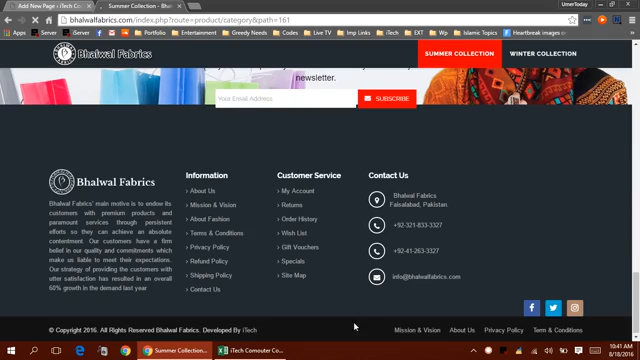 Add New Page ‹ iTech Com
Summer Collection - Bha
UmerToday
bhalwalfabrics.com/index.php?route=product/category&path=161
Apps Server iServer Portfolio Entertainment Greedy Needs Codes Live Tv Imp Links iTECH EXT Wp Islamic Topics Heartbreak images en
Bhalwal Fabrics
SUMMER COLLECTION WINTER COLLECTION
newsletter.
Your Email Address SUBSCRIBE
Bhalwal Fabrics
Bhalwal Fabrics' main motive is to endow its
customers with premium products and
paramount services through persistent
efforts so they can achieve an absolute
contentment. Our customers have a firm
belief in our quality and commitments which
make us liable to meet their expectations.
Our strategy of providing the customers with
utter satisfaction has resulted in an overall
60% growth in the demand last year
Information
› About Us
› Mission & Vision
› About Fashion
› Terms & Conditions
› Privacy Policy
› Refund Policy
› Shipping Policy
› Contact Us
Customer Service
› My Account
› Returns
› Order History
› Wish List
› Gift Vouchers
› Specials
› Site Map
Contact Us
Bhalwal Fabrics
Faisalabad, Pakistan.
+92-321-833-3327
+92-41-263-3327
info@bhalwalfabrics.com
© Copyright 2016. All Rights Reserved Bhalwal Fabrics. Developed By iTech
Mission & Vision About Us Privacy Policy Term & Conditions
Summer Collection... iTech Comouter Co...
10:41 AM
8/18/2016